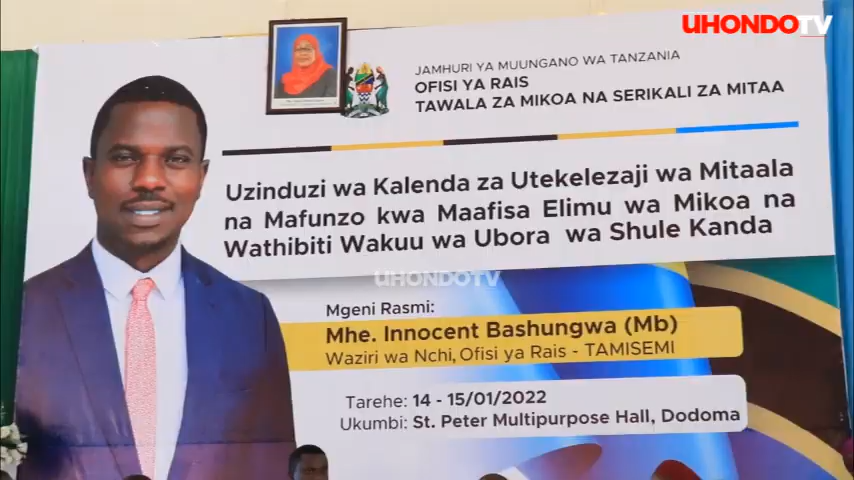 UHONDOTV
JAMHURI YA MUUNGANO WA TANZANIA
OFISI YA RAIS
TAWALA ZA MIKOA NA SERIKALI ZA MITAA
Uzinduzi wa Kalenda za Utekelezaji wa Mitaala
na Mafunzo kwa Maafisa Elimu wa Mikoa na
Wathibiti Wakuu wa Ubora wa Shule Kanda
UHONDOTV
Mgeni Rasmi:
Mhe. Innocent Bashungwa (Mb)
Waziri wa Nchi, Ofisi ya Rais - TAMISEMI
Tarehe: 14 - 15/01/2022
Ukumbi: St. Peter Multipurpose Hall, Dodoma